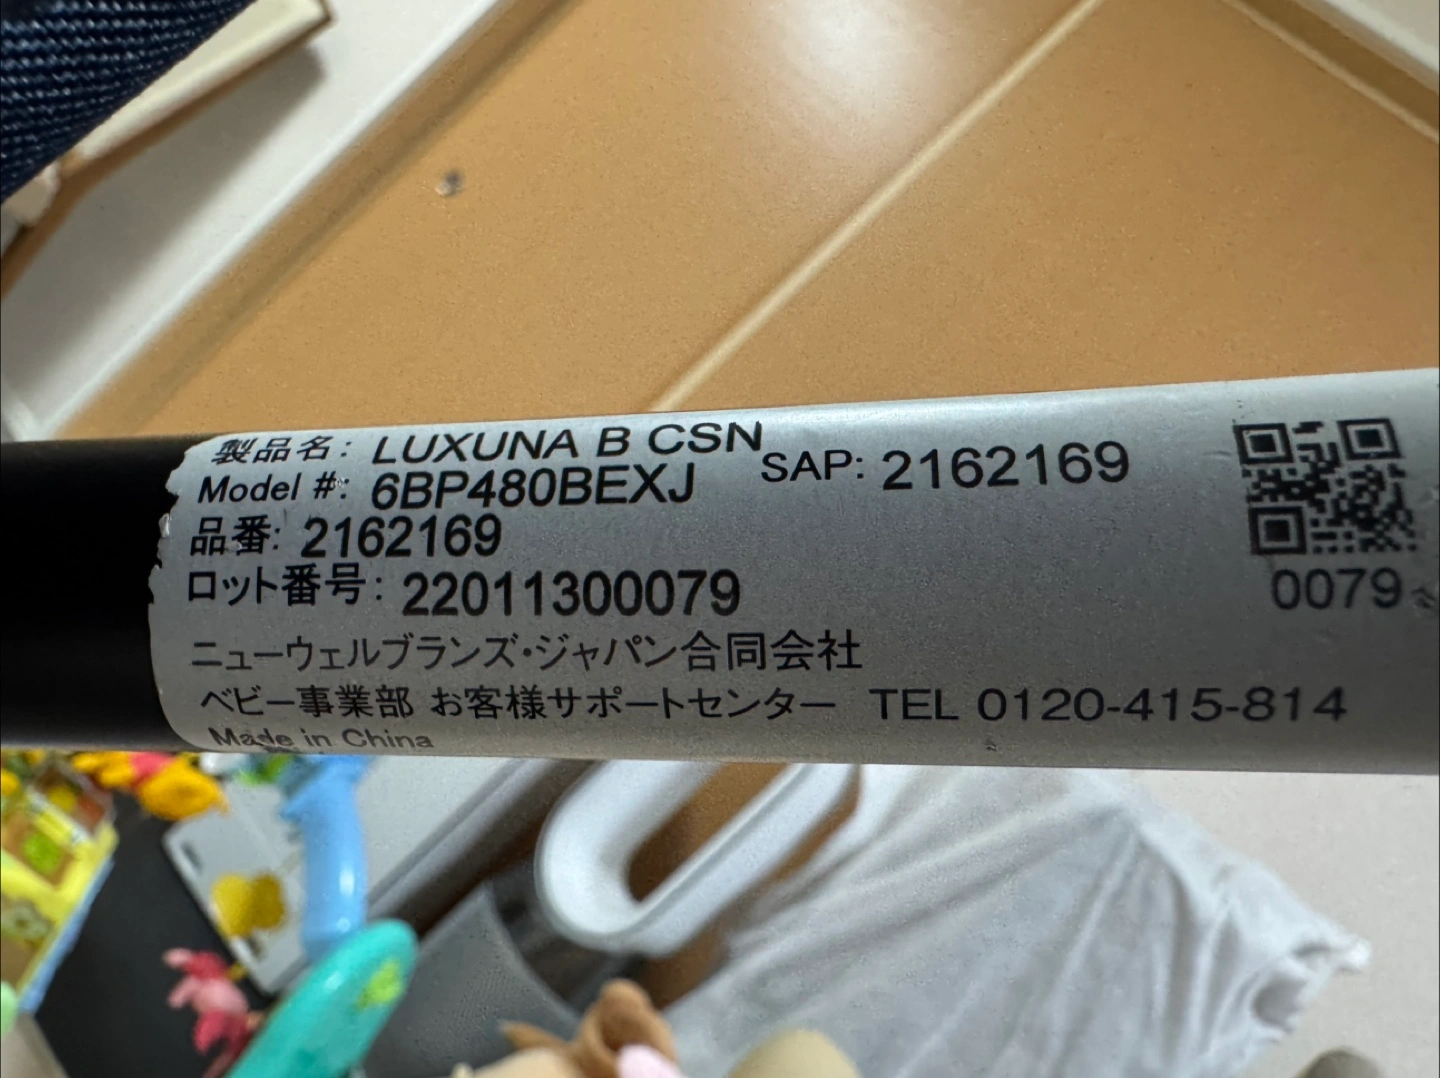 製品名: LUXUNA B CSN
Model #: 6BP480BEXJ SAP: 2162169
品番: 2162169
ロット番号: 22011300079
0079
ニューウェルブランズ・ジャパン合同会社
ベビー事業部 お客様サポートセンター TEL 0120-415-814
Made in China